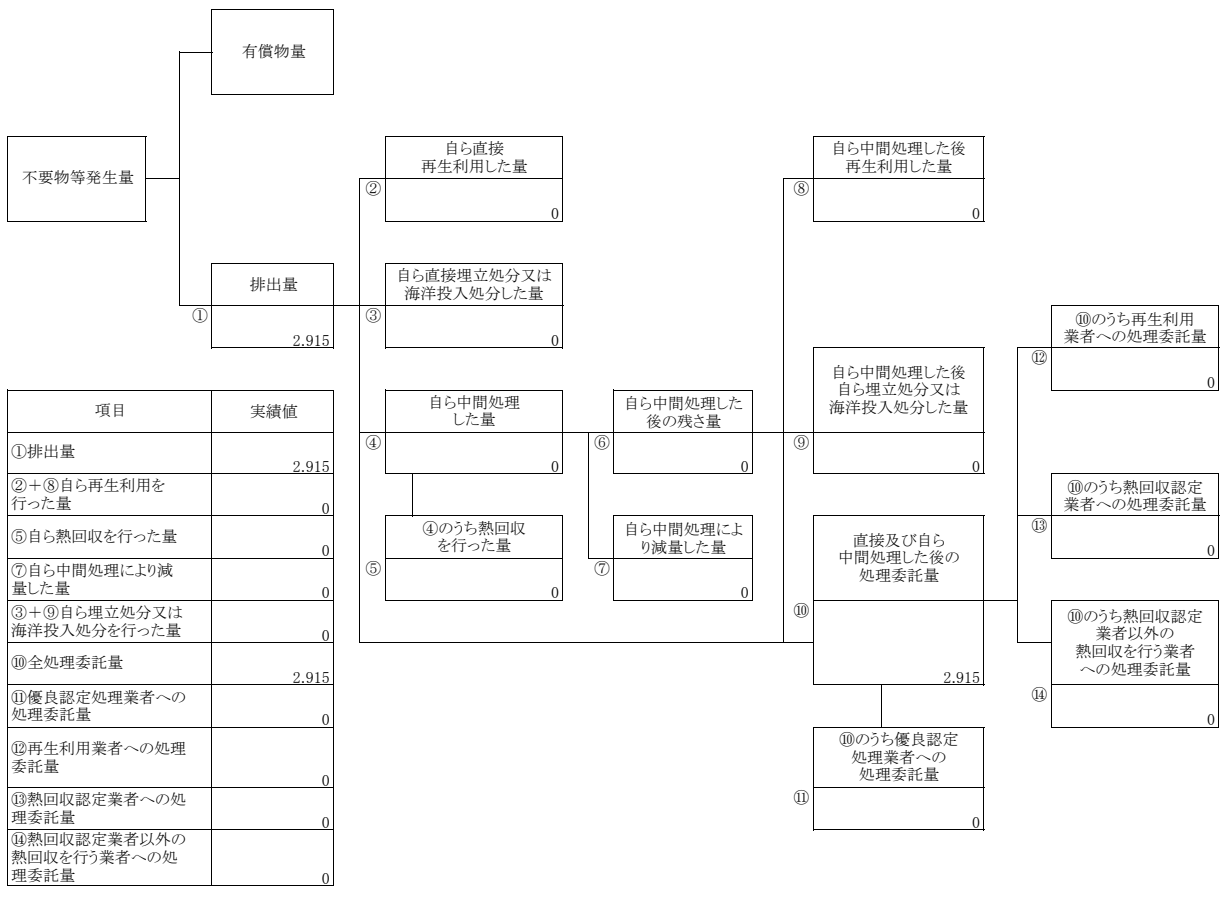 有償物量
不要物等発生量
排出量
①
2.915
自ら直接
再生利用した量
②
0
自ら直接埋立処分又は
海洋投入処分した量
③
0
自ら中間処理
した量
④
0
④のうち熱回収
を行った量
⑤
0
自ら中間処理した
後の残さ量
⑥
0
自ら中間処理によ
り減量した量
⑦
0
自ら中間処理した後
再生利用した量
⑧
0
自ら中間処理した後
自ら埋立処分又は
海洋投入処分した量
⑨
0
直接及び自ら
中間処理した後の
処理委託量
⑩
2.915
⑩のうち優良認定
処理業者への
処理委託量
⑪
0
⑩のうち再生利用
業者への処理委託量
⑫
0
⑩のうち熱回収認定
業者への処理委託量
⑬
0
⑩のうち熱回収認定
業者以外の
熱回収を行う業者
への処理委託量
⑭
0
項目 実績値
①排出量
2.915
②＋⑧自ら再生利用を
行った量
0
⑤自ら熱回収を行った量
0
⑦自ら中間処理により減
量した量
0
③＋⑨自ら埋立処分又は
海洋投入処分を行った量
0
⑩全処理委託量
2.915
⑪優良認定処理業者への
処理委託量
0
⑫再生利用業者への処理
委託量
0
⑬熱回収認定業者への処
理委託量
0
⑭熱回収認定業者以外の
熱回収を行う業者への処
理委託量
0